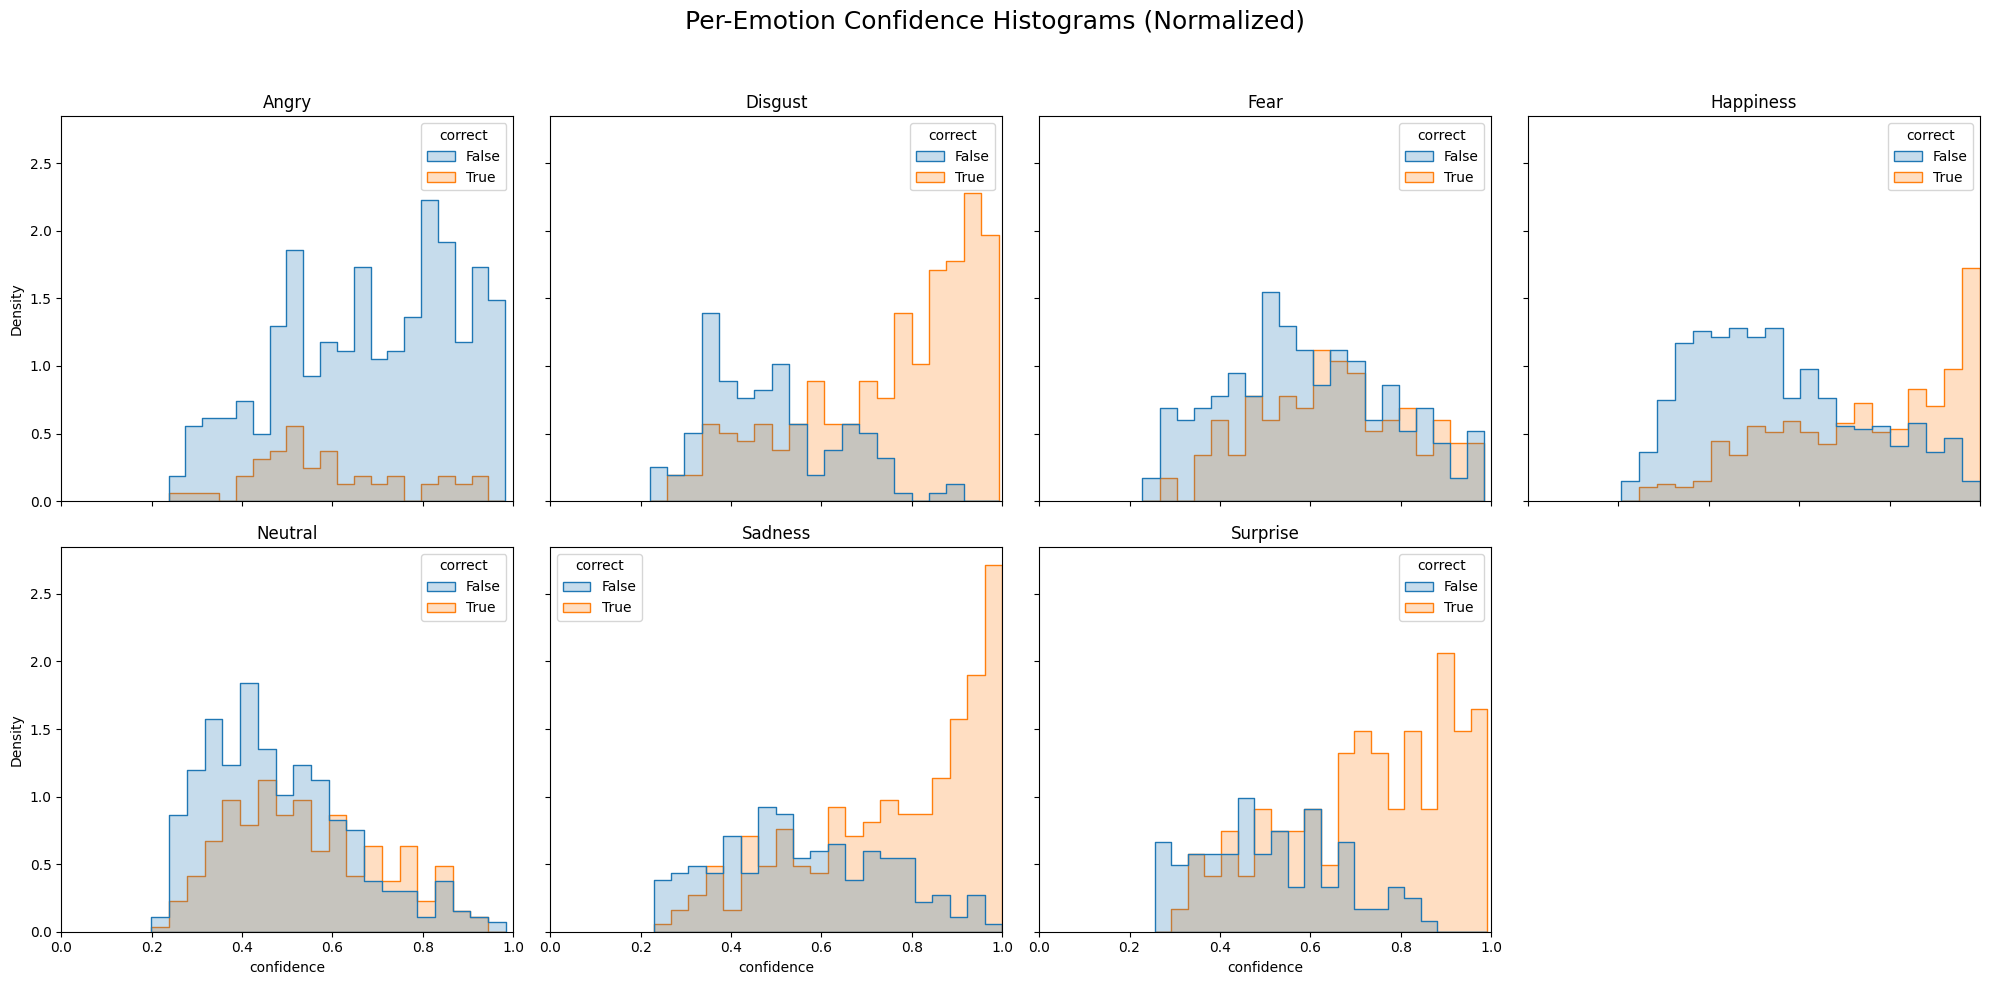 Per-Emotion Confidence Histograms (Normalized)
Angry
Disgust
Fear
Happiness
correct
False
True
correct
False
True
correct
False
True
correct
False
True
Density
2.5
2.0
1.5
1.0
0.5
0.0
Neutral
Sadness
Surprise
correct
False
True
correct
False
True
correct
False
True
Density
2.5
2.0
1.5
1.0
0.5
0.0
0.0 0.2 0.4 0.6 0.8 1.0
0.0 0.2 0.4 0.6 0.8 1.0
0.0 0.2 0.4 0.6 0.8 1.0
confidence
confidence
confidence